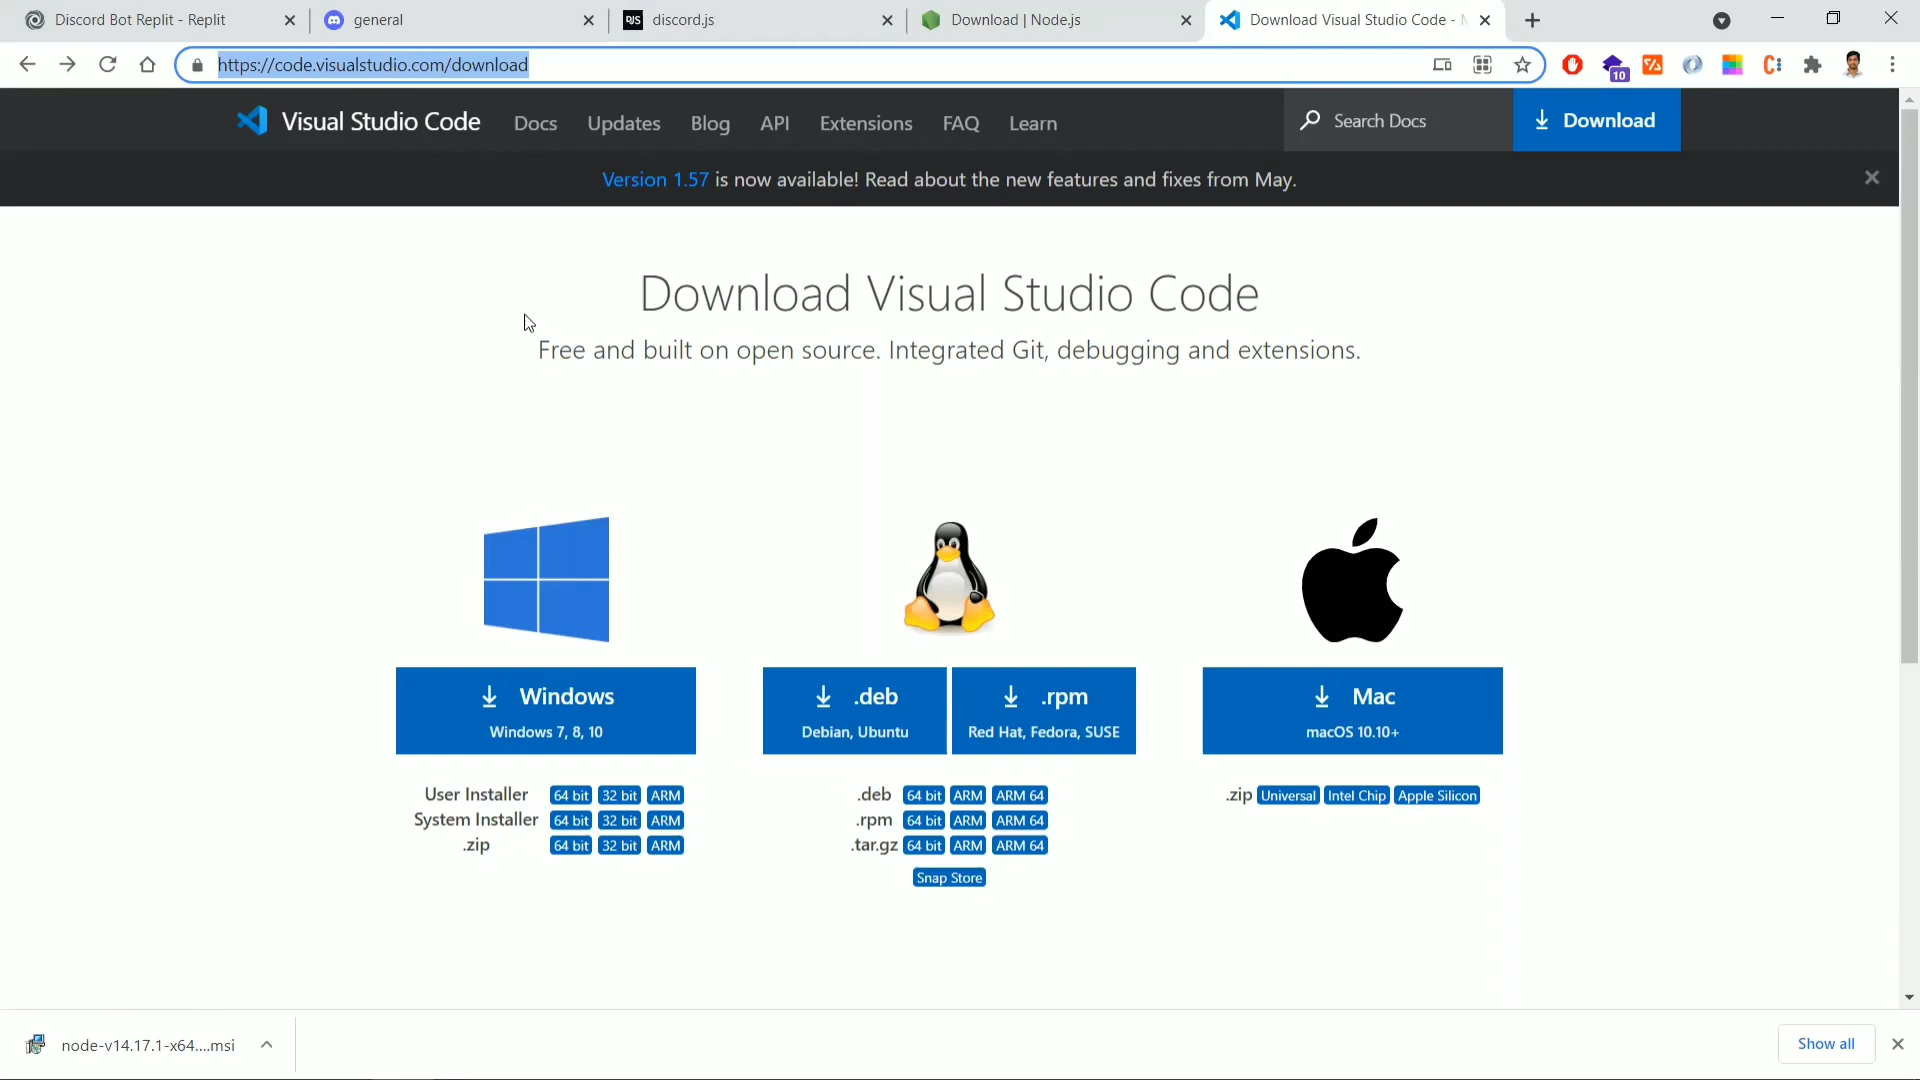 Discord Bot Replit - Replit
general
discord.js
Download | Node.js
Download Visual Studio Code -
https://code.visualstudio.com/download
10
Visual Studio Code
Docs
Updates
Blog
API
Extensions
FAQ
Learn
Search Docs
Download
Version 1.57 is now available! Read about the new features and fixes from May.
Download Visual Studio Code
Free and built on open source. Integrated Git, debugging and extensions.
Windows
Windows 7, 8, 10
User Installer 64 bit 32 bit ARM
System Installer 64 bit 32 bit ARM
.zip 64 bit 32 bit ARM
.deb
Debian, Ubuntu
.rpm
Red Hat, Fedora, SUSE
.deb 64 bit ARM ARM 64
.rpm 64 bit ARM ARM 64
.tar.gz 64 bit ARM ARM 64
Snap Store
Mac
macOS 10.10+
.zip Universal Intel Chip Apple Silicon
node-v14.17.1-x64....msi
Show all